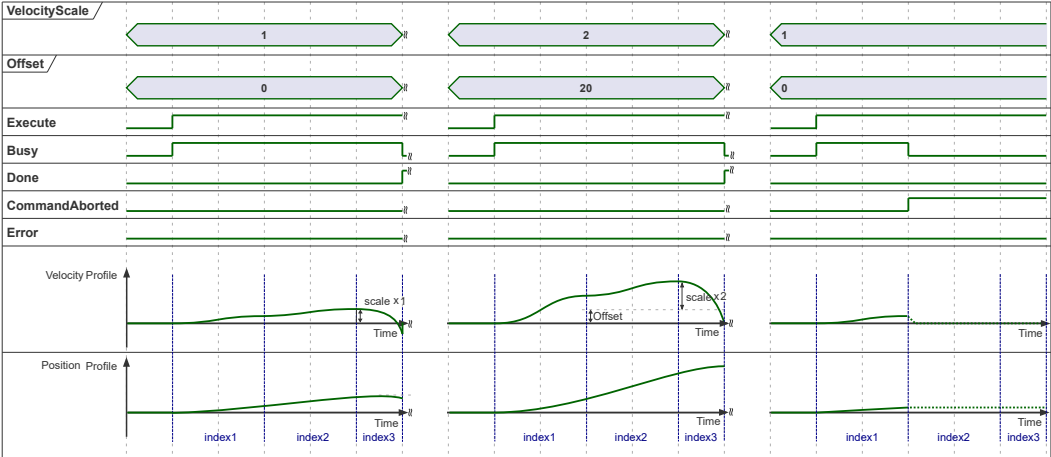 VelocityScale
1 2 1
Offset
0 20 0
Execute
Busy
Done
CommandAborted
Error
Velocity Profile
scale x1
Time
scale x2
Offset
Time
Time
Position Profile
Time
Time
Time
index1 index2 index3 index1 index2 index3 index1 index2 index3